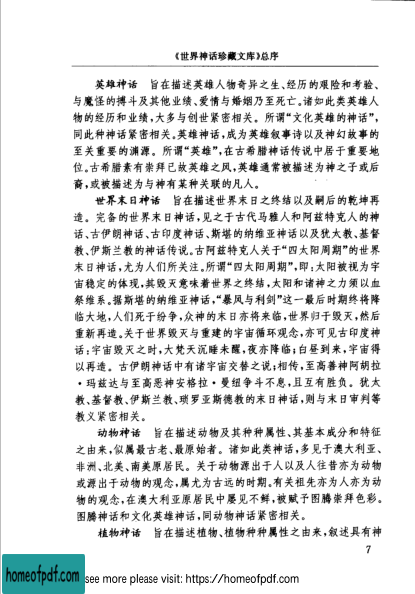 《世界神话珍藏文库》总序
英雄神话 旨在描述英雄人物奇异之生、经历的艰险和考验、
与魔怪的搏斗及其他业绩、爱情与婚姻乃至死亡。诸如此类英雄人
物的经历和业绩,大多与创世紧密相关。所谓“文化英雄的神话”,
同此种神话紧密相关。英雄神话,成为英雄叙事诗以及神幻故事的
至关重要的渊源。所谓“英雄”,在古希腊神话传说中居于重要地
位。古希腊素有崇拜已故英雄之风,英雄通常被描述为神之子或后
裔,或被描述为与神有某种关联的凡人。
世界末日神话 旨在描述世界末日之终结以及嗣后的乾坤再
造。完备的世界末日神话,见之于古代马雅人和阿兹特克人的神
话、古伊朗神话、古印度神话、斯堪的纳维亚神话以及犹太教、基督
教、伊斯兰教的神话传说。古阿兹特克人关于“四太阳周期”的世界
末日神话,尤为人们所关注。所谓“四太阳周期”,即:太阳被视为宇
宙稳定的体现,其毁灭意味着世界之终结,太阳和诸神之力须以血
祭维系。据斯堪的纳维亚神话,“暴风与利剑”这一最后时期终将降
临大地,人们死于纷争,众神的末日亦将来临,世界归于毁灭,然后
重新再造。关于世界毁灭与重建的宇宙循环观念,亦可见古印度神
话:宇宙毁灭之时,大梵天沉睡未醒,夜亦降临;白昼到来,宇宙得
以再造。古伊朗神话中有诸宇宙交替之说;相传,至高善神阿胡拉
·玛兹达与至高恶神安格拉·曼纽争斗不息,且互有胜负。犹太
教、基督教、伊斯兰教、琐罗亚斯德教的末日神话,则与末日审判等
教义紧密相关。
动物神话 旨在描述动物及其种种属性、其基本成分和特征
之由来,似属最古老、最原始者。诸如此类神话,多见于澳大利亚、
非洲、北美、南美原居民。关于动物源出于人以及人往昔亦为动物
或源出于动物的观念,属尤为古远的时期。有关祖先亦为人亦为动
物的观念,在澳大利亚原居民中屡见不鲜,被赋予图腾崇拜色彩。
图腾神话和文化英雄神话,同动物神话紧密相关。
植物神话 旨在描述植物、植物种种属性之由来,叙述具有神
7
homeofpdf.com
see more please visit: https://homeofpdf.com